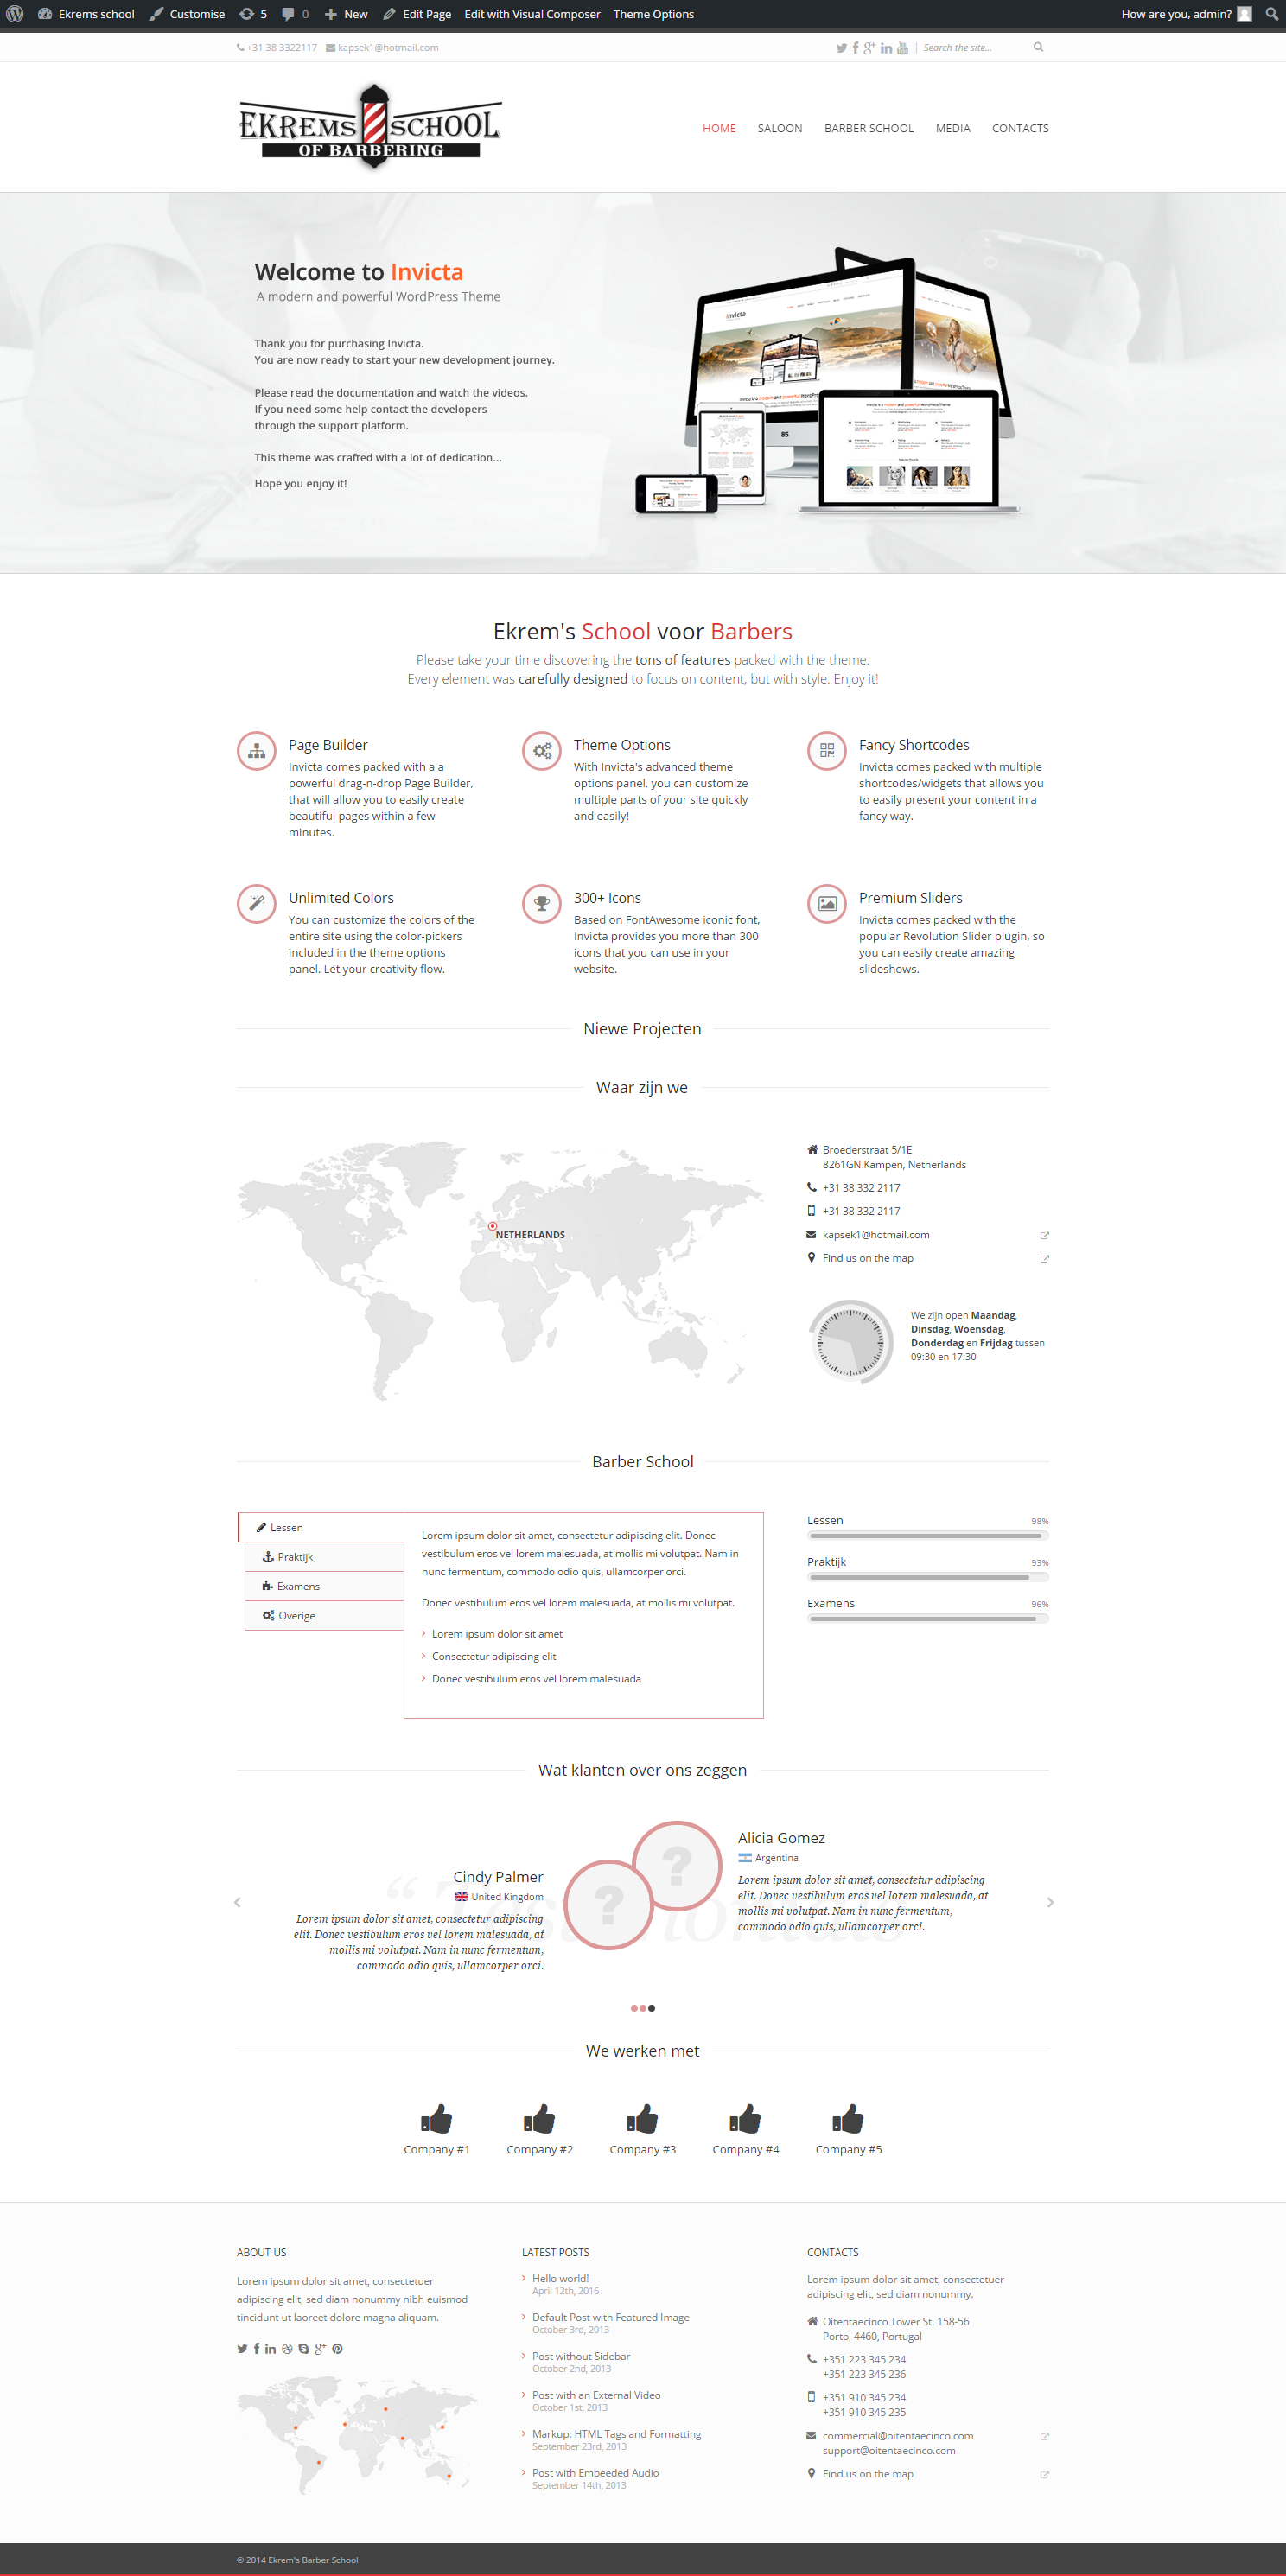 Ekrems school Customise 5 0 New Edit Page Edit with Visual Composer Theme Options How are you, admin?
+31 38 3322117 kapsek1@hotmail.com Search the site...
EKREMS SCHOOL
OF BARBERING
HOME SALOON BARBER SCHOOL MEDIA CONTACTS
Welcome to Invicta
A modern and powerful WordPress Theme
Thank you for purchasing Invicta.
You are now ready to start your new development journey.
Please read the documentation and watch the videos.
If you need some help contact the developers
through the support platform.
This theme was crafted with a lot of dedication...
Hope you enjoy it!
invicta
85
Ekrem's School voor Barbers
Please take your time discovering the tons of features packed with the theme.
Every element was carefully designed to focus on content, but with style. Enjoy it!
Page Builder
Invicta comes packed with a a
powerful drag-n-drop Page Builder,
that will allow you to easily create
beautiful pages within a few
minutes.
Theme Options
With Invicta's advanced theme
options panel, you can customize
multiple parts of your site quickly
and easily!
Fancy Shortcodes
Invicta comes packed with multiple
shortcodes/widgets that allows you
to easily present your content in a
fancy way.
Unlimited Colors
You can customize the colors of the
entire site using the color-pickers
included in the theme options
panel. Let your creativity flow.
300+ Icons
Based on FontAwesome iconic font,
Invicta provides you more than 300
icons that you can use in your
website.
Premium Sliders
Invicta comes packed with the
popular Revolution Slider plugin, so
you can easily create amazing
slideshows.
Niewe Projecten
Waar zijn we
NETHERLANDS
Broederstraat 5/1E
8261GN Kampen, Netherlands
+31 38 332 2117
+31 38 332 2117
kapsek1@hotmail.com
Find us on the map
We zijn open Maandag,
Dinsdag, Woensdag,
Donderdag en Frijdag tussen
09:30 en 17:30
Barber School
Lessen
Praktijk
Examens
Overige
Lorem ipsum dolor sit amet, consectetur adipiscing elit. Donec
vestibulum eros vel lorem malesuada, at mollis mi volutpat. Nam in
nunc fermentum, commodo odio quis, ullamcorper orci.
Donec vestibulum eros vel lorem malesuada, at mollis mi volutpat.
Lorem ipsum dolor sit amet
Consectetur adipiscing elit
Donec vestibulum eros vel lorem malesuada
Lessen 98%
Praktijk 93%
Examens 96%
Wat klanten over ons zeggen
“ Testimonials
Cindy Palmer
United Kingdom
Lorem ipsum dolor sit amet, consectetur adipiscing
elit. Donec vestibulum eros vel lorem malesuada, at
mollis mi volutpat. Nam in nunc fermentum,
commodo odio quis, ullamcorper orci.
?
?
Alicia Gomez
Argentina
Lorem ipsum dolor sit amet, consectetur adipiscing
elit. Donec vestibulum eros vel lorem malesuada, at
mollis mi volutpat. Nam in nunc fermentum,
commodo odio quis, ullamcorper orci.
We werken met
Company #1 Company #2 Company #3 Company #4 Company #5
ABOUT US
Lorem ipsum dolor sit amet, consectetuer
adipiscing elit, sed diam nonummy nibh euismod
tincidunt ut laoreet dolore magna aliquam.
LATEST POSTS
Hello world!
April 12th, 2016
Default Post with Featured Image
October 3rd, 2013
Post without Sidebar
October 2nd, 2013
Post with an External Video
October 1st, 2013
Markup: HTML Tags and Formatting
September 23rd, 2013
Post with Embeeded Audio
September 14th, 2013
CONTACTS
Lorem ipsum dolor sit amet, consectetuer
adipiscing elit, sed diam nonummy.
Oitentaecinco Tower St. 158-56
Porto, 4460, Portugal
+351 223 345 234
+351 223 345 236
+351 910 345 234
+351 910 345 235
commercial@oitentaecinco.com
support@oitentaecinco.com
Find us on the map
© 2014 Ekrem's Barber School